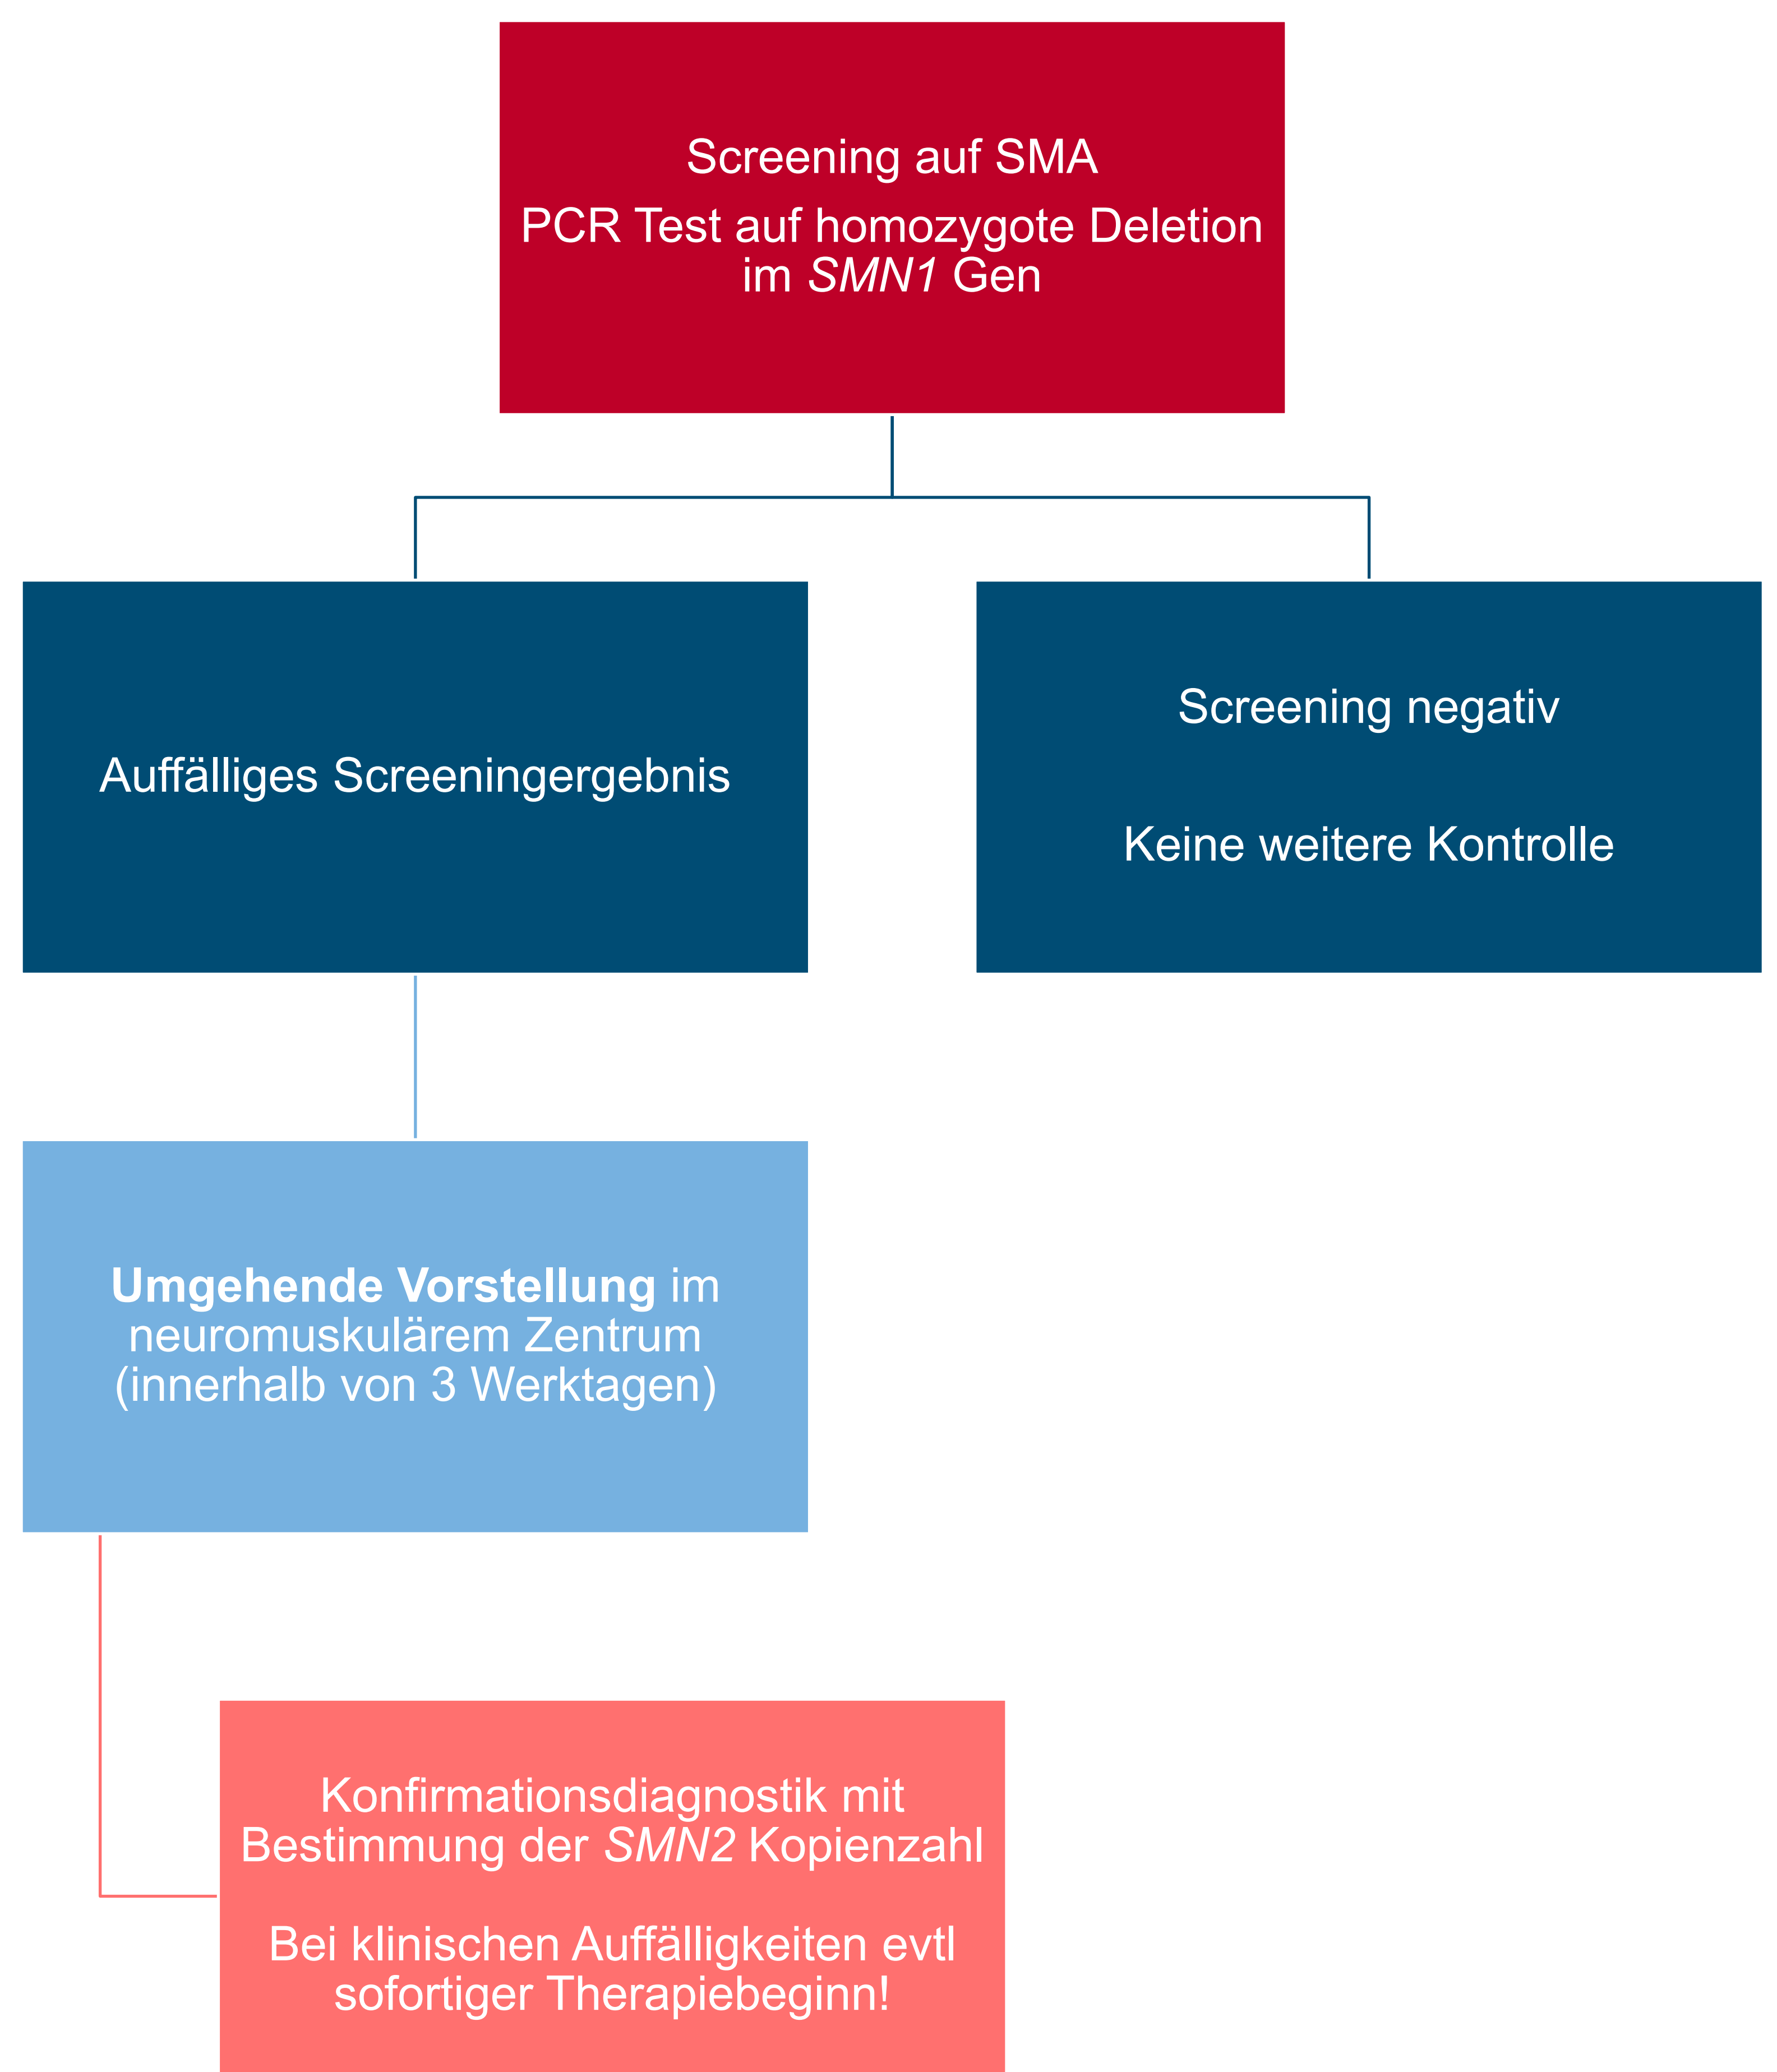 Screening auf SMA
PCR Test auf homozygote Deletion
im SMN1 Gen
Auffälliges Screeningergebnis
Screening negativ
Keine weitere Kontrolle
Umgehende Vorstellung im
neuromuskulärem Zentrum
(innerhalb von 3 Werktagen)
Konfirmationsdiagnostik mit
Bestimmung der SMN2 Kopienzahl
Bei klinischen Auffälligkeiten evtl
sofortiger Therapiebeginn!